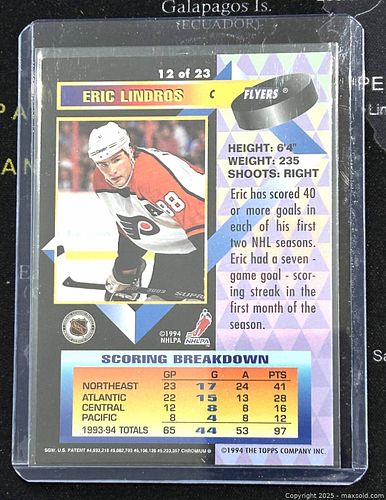 Galapagos Is.
(ECUADOR)
12 of 23
ERIC LINDROS C
FLYERS®
HEIGHT: 6'4"
WEIGHT: 235
SHOOTS: RIGHT
Eric has scored 40
or more goals in
each of his first
two NHL seasons.
Eric had a seven -
game goal - scor-
ing streak in the
first month of the
season.
88
©1994
NHLPA
NHLPA
SCORING BREAKDOWN
GP G A PTS
NORTHEAST 23 17 24 41
ATLANTIC 22 15 13 28
CENTRAL 12 8 8 16
PACIFIC 8 4 8 12
1993-94 TOTALS 65 44 53 97
©1994 THE TOPPS COMPANY INC.
Copyright 2025 - maxsold.com